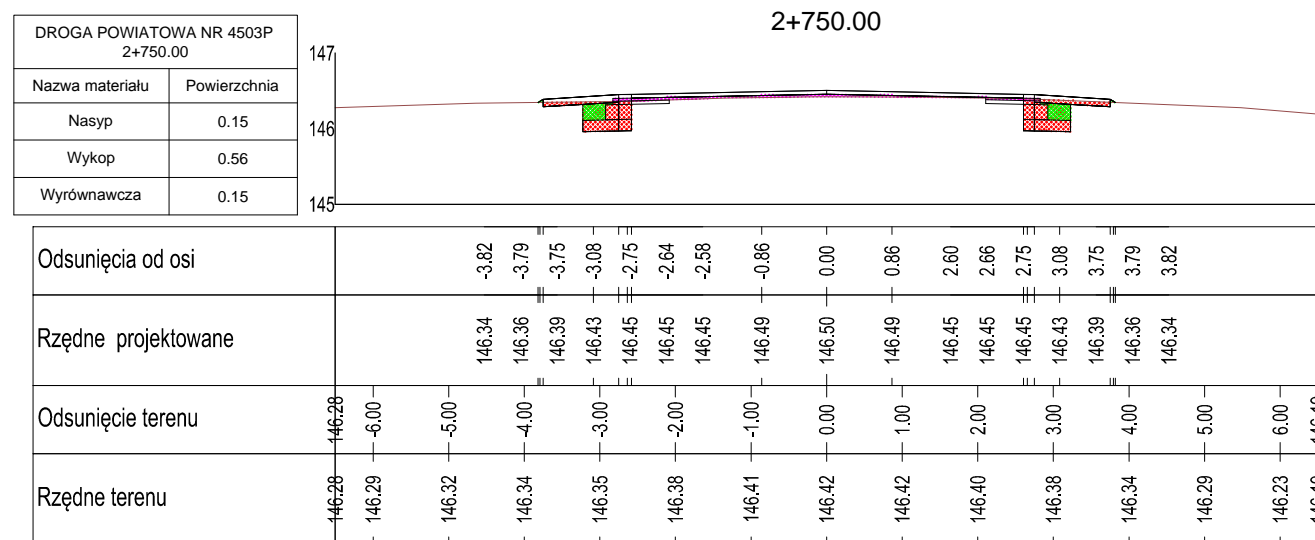 2+750.00
DROGA POWIATOWA NR 4503P
2+750.00
Nazwa materiału Powierzchnia
Nasyp 0.15
Wykop 0.56
Wyrównawcza 0.15
147
146
145
Odsunięcia od osi -3.82 -3.79 -3.75 -3.08 -2.75 -2.64 -2.58 -0.86 0.00 0.86 2.60 2.66 2.75 3.08 3.75 3.79 3.82
Rzędne projektowane 146.34 146.36 146.39 146.43 146.45 146.45 146.45 146.49 146.50 146.49 146.45 146.45 146.45 146.43 146.39 146.36 146.34
Odsunięcie terenu 146.28 -6.00 -5.00 -4.00 -3.00 -2.00 -1.00 0.00 1.00 2.00 3.00 4.00 5.00 6.00
Rzędne terenu 146.28 146.29 146.32 146.34 146.35 146.38 146.41 146.42 146.42 146.40 146.38 146.34 146.29 146.23